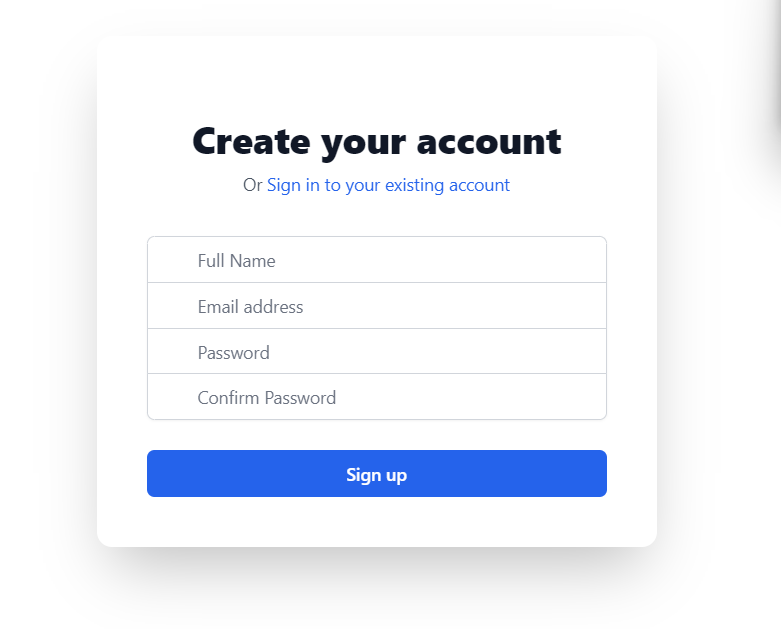 Create your account
Or Sign in to your existing account
Full Name
Email address
Password
Confirm Password
Sign up